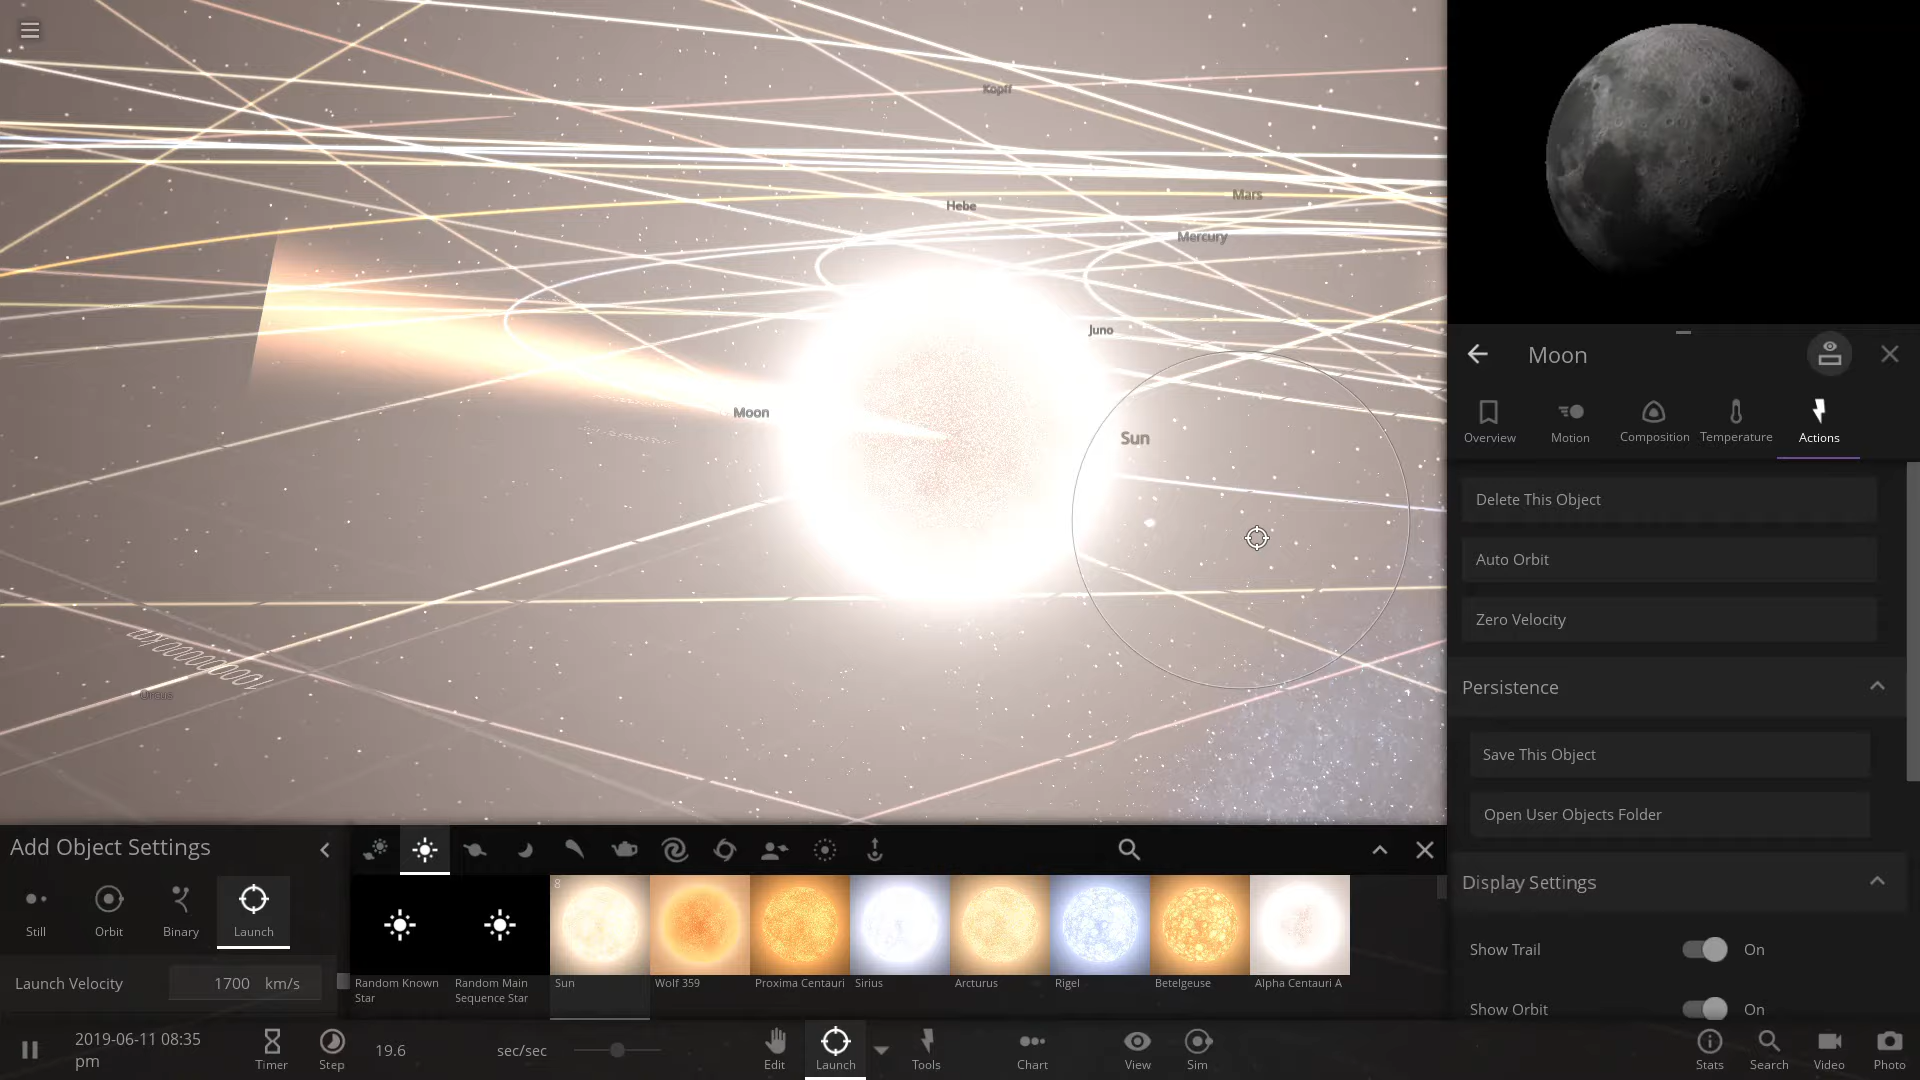 Kopff
Mars
Hebe
Mercury
Juno
Moon
Sun
1000000000km
Moon
Overview
Motion
Composition
Temperature
Actions
Delete This Object
Auto Orbit
Zero Velocity
Persistence
Save This Object
Open User Objects Folder
Display Settings
Show Trail On
Show Orbit On
Add Object Settings
Still
Orbit
Binary
Launch
Launch Velocity 1700 km/s
8
Random Known
Star
Random Main
Sequence Star
Sun
Wolf 359
Proxima Centauri
Sirius
Arcturus
Rigel
Betelgeuse
Alpha Centauri A
2019-06-11 08:35
pm
Timer
Step
19.6 sec/sec
Edit
Launch
Tools
Chart
View
Sim
Stats
Search
Video
Photo